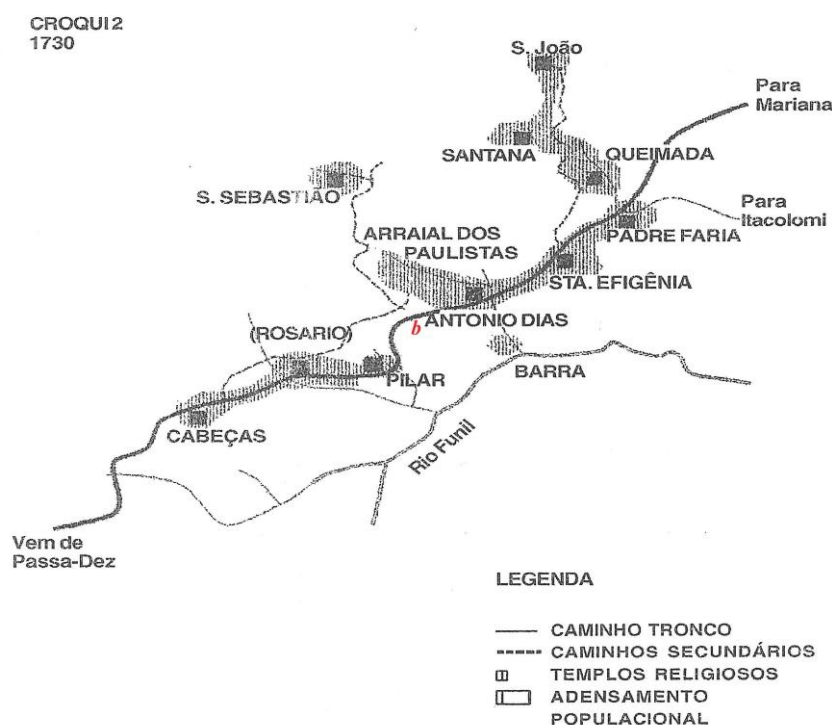 CROQUI 2
1730
S. João
Para
Mariana
SANTANA
QUEIMADA
S. SEBASTIÃO
Para
Itacolomi
PADRE FARIA
ARRAIAL DOS
PAULISTAS
STA. EFIGÊNIA
b
ANTONIO DIAS
(ROSARIO)
BARRA
PILAR
CABEÇAS
Rio Funil
Vem de
Passa-Dez
LEGENDA
CAMINHO TRONCO
CAMINHOS SECUNDÁRIOS
TEMPLOS RELIGIOSOS
ADENSAMENTO
POPULACIONAL